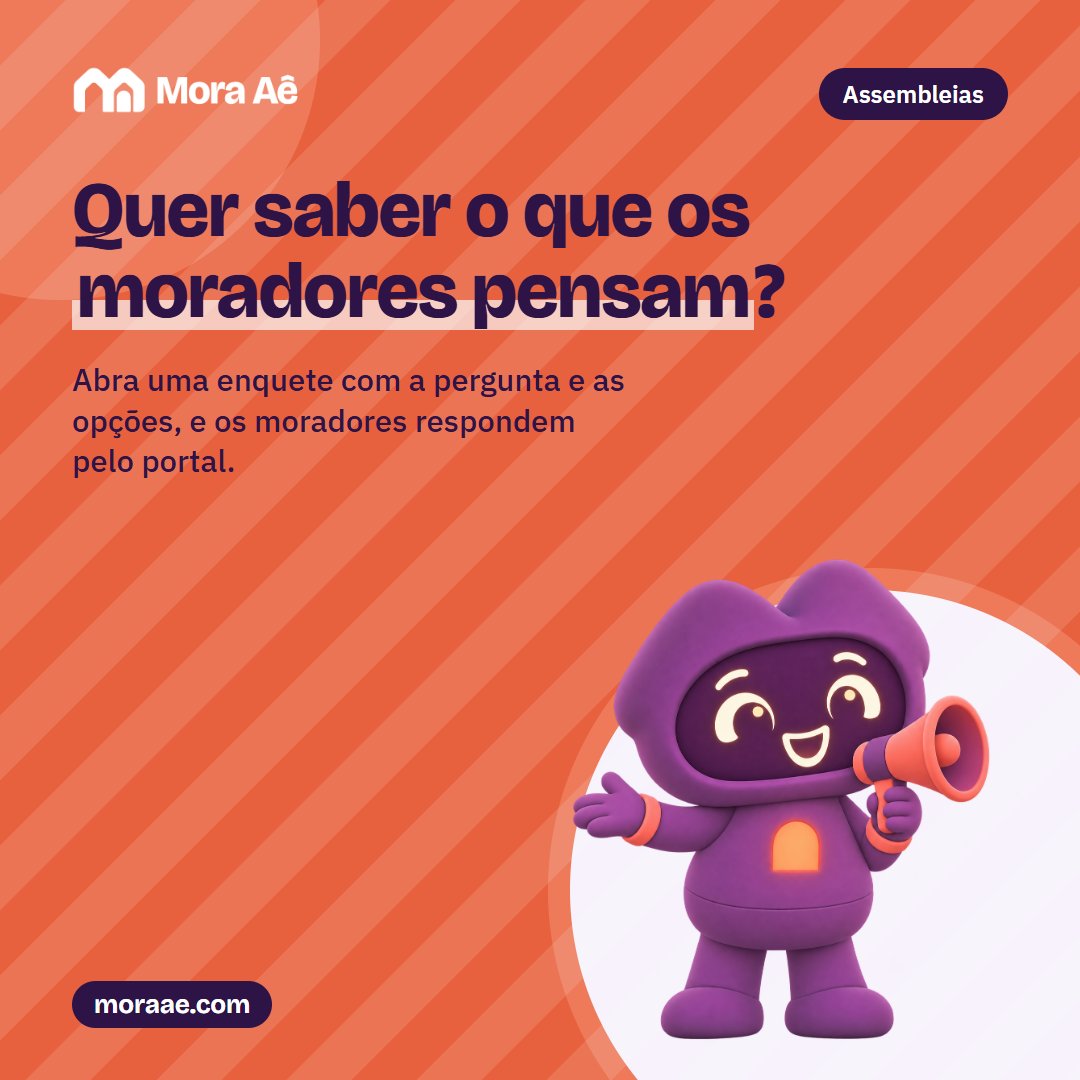 Mora Aê
Assembleias
Quer saber o que os
moradores pensam?
Abra uma enquete com a pergunta e as
opções, e os moradores respondem
pelo portal.
moraae.com